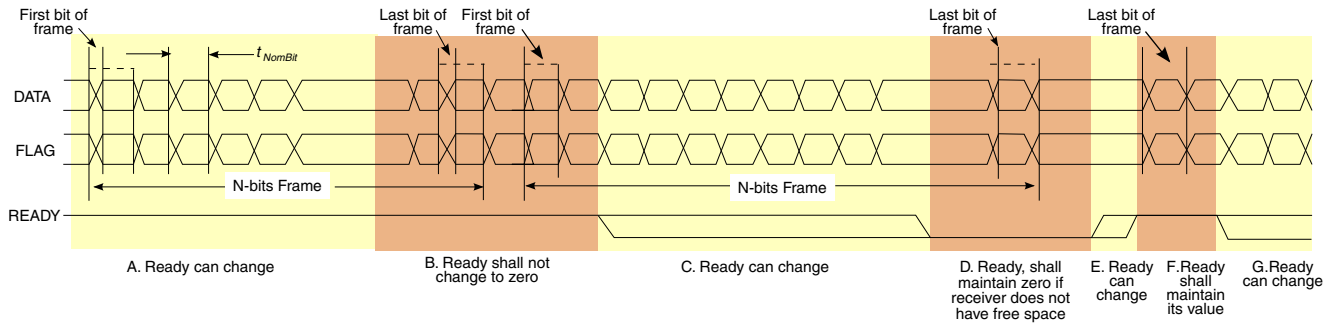 First bit of
frame
t NomBit
Last bit of
frame
First bit of
frame
Last bit of
frame
Last bit of
frame
DATA
FLAG
N-bits Frame
N-bits Frame
READY
A. Ready can change
B. Ready shall not
change to zero
C. Ready can change
D. Ready, shall
maintain zero if
receiver does not
have free space
E. Ready
can
change
F.Ready
shall
maintain
its value
G.Ready
can change